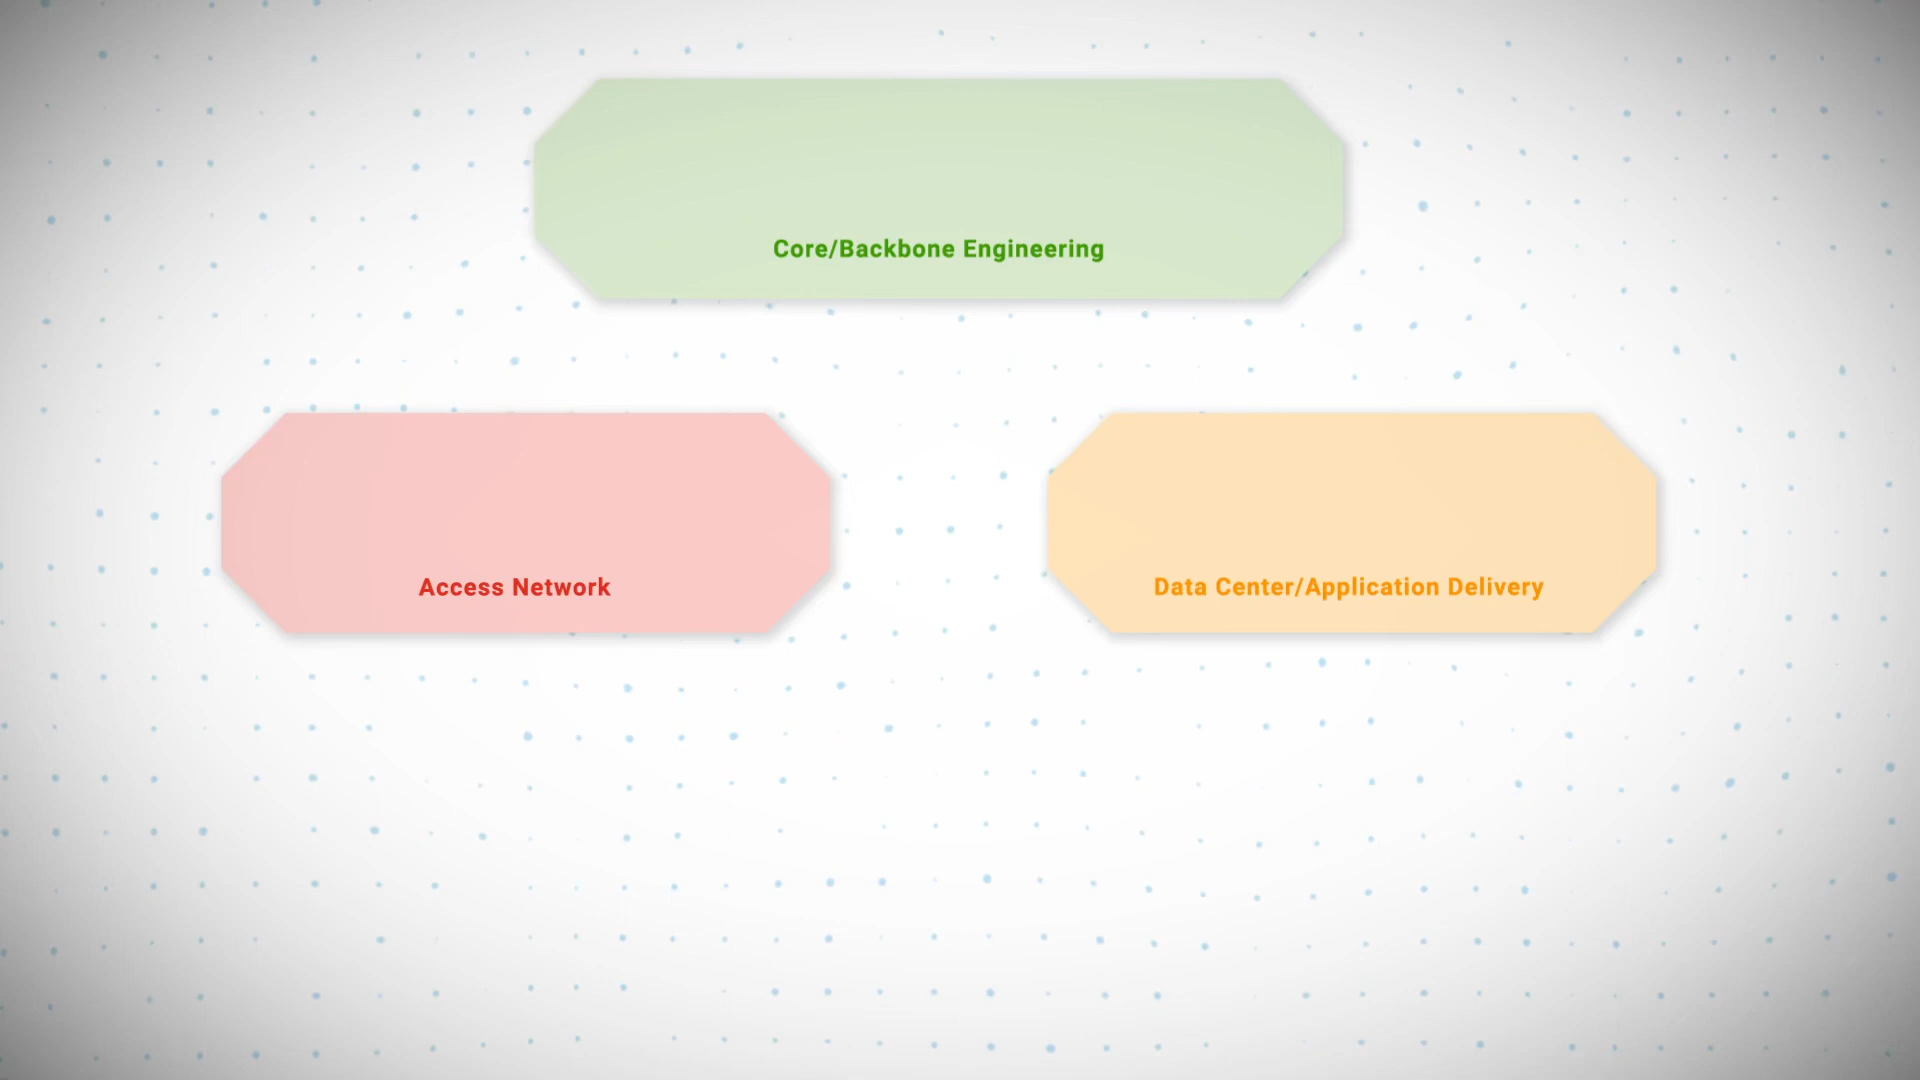 Core/Backbone Engineering
Access Network
Data Center/Application Delivery